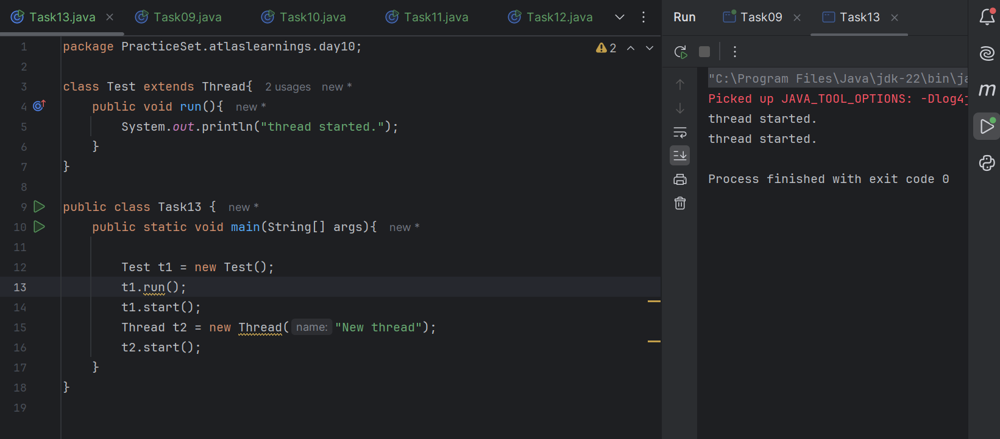 Task13.java Task09.java Task10.java Task11.java Task12.java
1 package PracticeSet.atlaslearnings.day10; 2
2
3 class Test extends Thread{ 2 usages new *
4 public void run(){ new *
5 System.out.println("thread started.");
6 }
7 }
8
9 public class Task13 { new *
10 public static void main(String[] args){ new *
11
12 Test t1 = new Test();
13 t1.run();
14 t1.start();
15 Thread t2 = new Thread( name: "New thread");
16 t2.start();
17 }
18 }
19
Run Task09 Task13
"C:\Program Files\Java\jdk-22\bin\ja
Picked up JAVA_TOOL_OPTIONS: -Dlog4j
thread started.
thread started.
Process finished with exit code 0
m